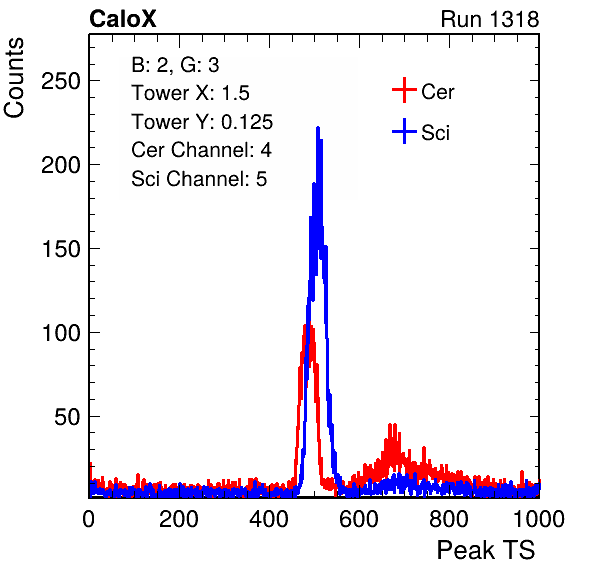 CaloX
Run 1318
Counts
B: 2, G: 3
Tower X: 1.5
Tower Y: 0.125
Cer Channel: 4
Sci Channel: 5
Cer
Sci
250
200
150
100
50
0
200
400
600
800
1000
Peak TS